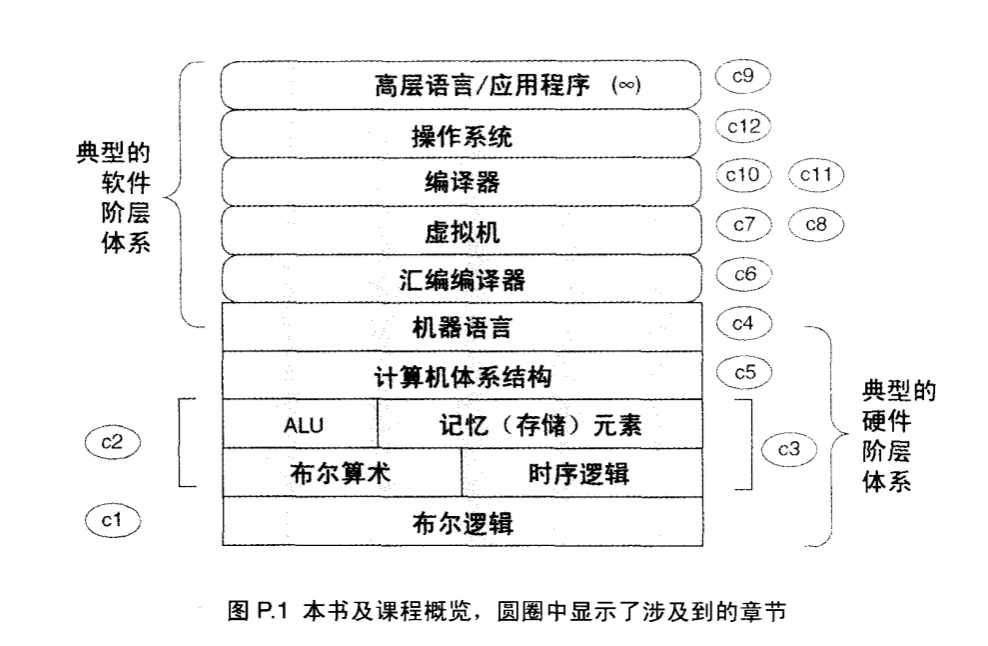 高层语言/应用程序 (∞)
c9
操作系统
c12
典型的
软件
阶层
体系
编译器
c10
c11
虚拟机
c7
c8
汇编编译器
c6
机器语言
c4
计算机体系结构
c5
典型的
硬件
阶层
体系
ALU
记忆（存储）元素
c2
c3
布尔算术
时序逻辑
c1
布尔逻辑
图 P.1 本书及课程概览，圆圈中显示了涉及到的章节